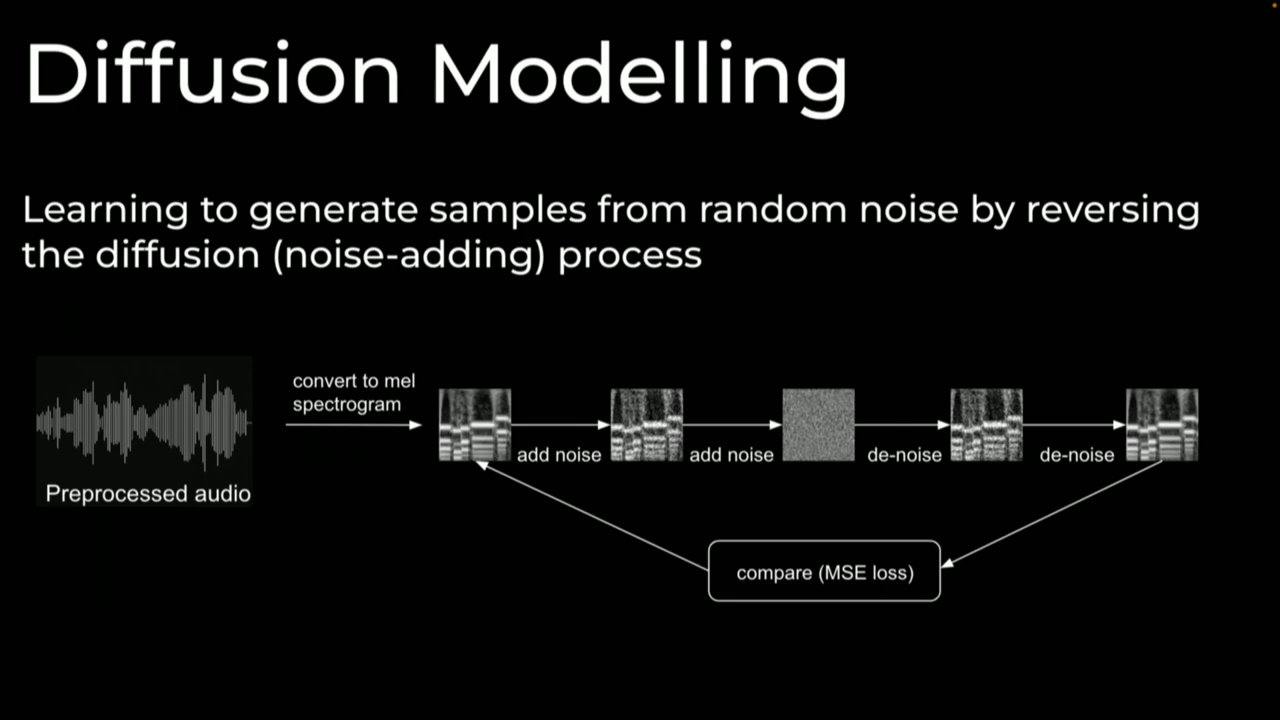 Diffusion Modelling
Learning to generate samples from random noise by reversing
the diffusion (noise-adding) process
convert to mel
spectrogram
add noise
add noise
de-noise
de-noise
Preprocessed audio
compare (MSE loss)